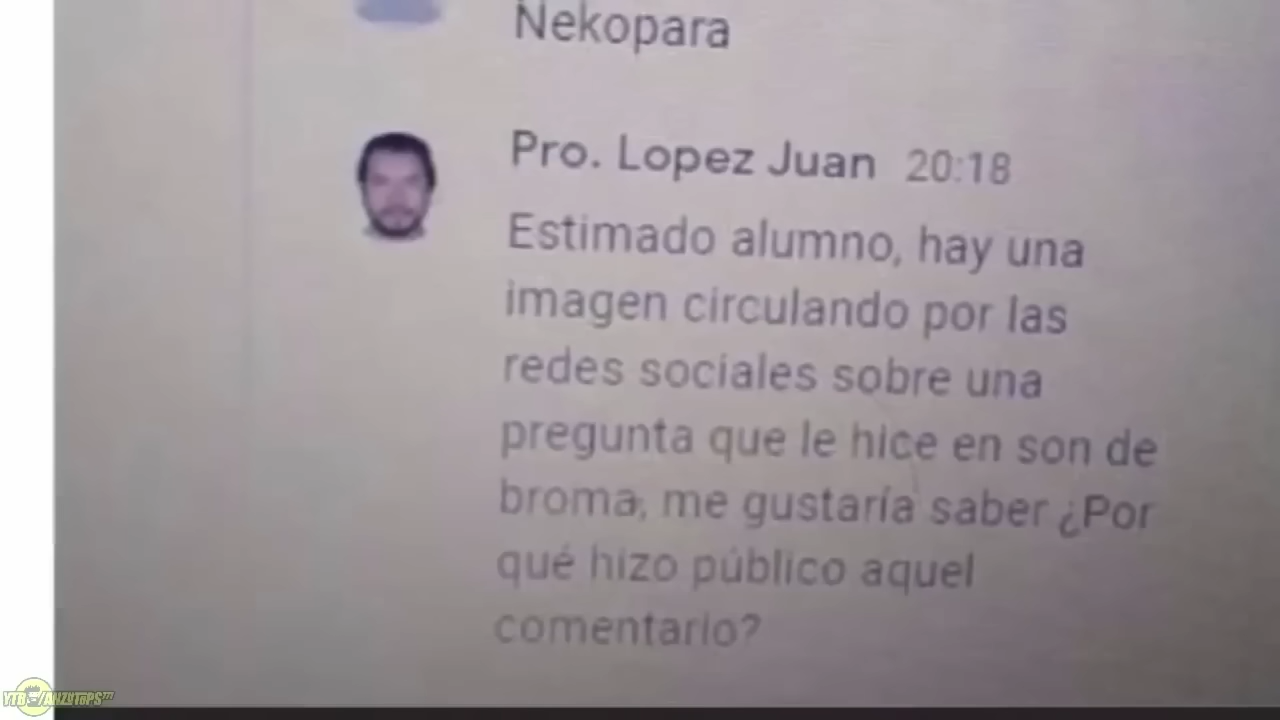 Nekopara
Pro. Lopez Juan 20:18
Estimado alumno, hay una
imagen circulando por las
redes sociales sobre una
pregunta que le hice en son de
broma, me gustaría saber ¿Por
qué hizo público aquel
comentario?